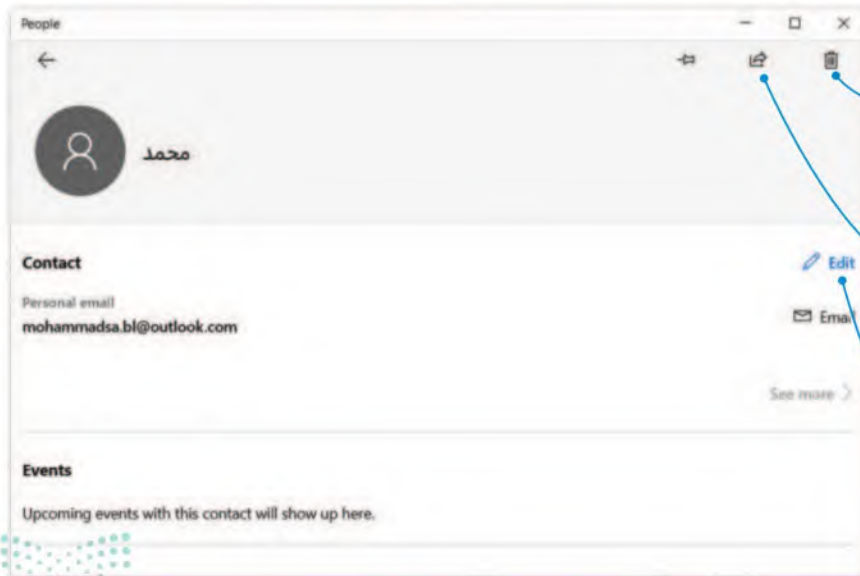 People
محمد
Contact
Edit
Personal email
mohammadsa.bl@outlook.com
Email
See more
Events
Upcoming events with this contact will show up here.